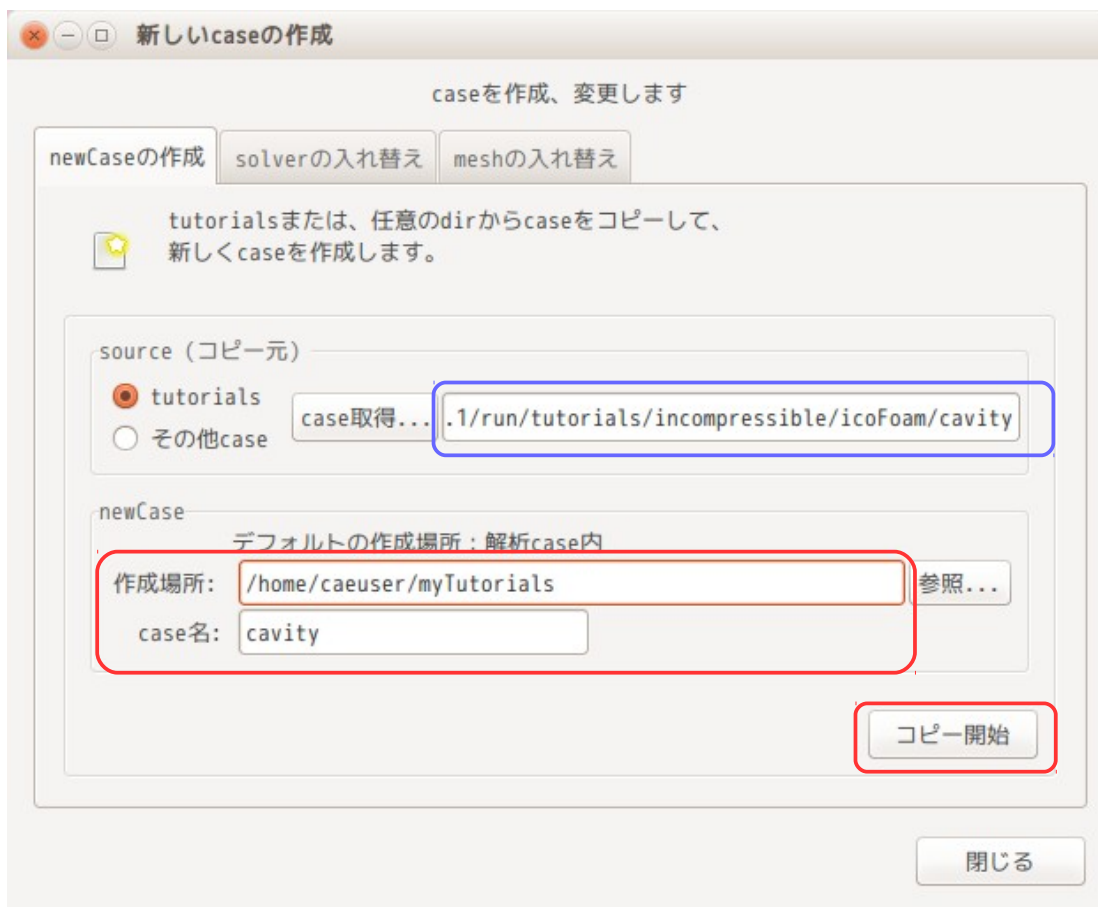 新しいcaseの作成
caseを作成、変更します
newCaseの作成 solverの入れ替え meshの入れ替え
tutorialsまたは、任意のdirからcaseをコピーして、
新しくcaseを作成します。
source (コピー元)
tutorials
その他case
case取得... .1/run/tutorials/incompressible/icoFoam/cavity
newCase
デフォルトの作成場所：解析case内
作成場所: /home/caeuser/myTutorials 参照...
case名: cavity
コピー開始
閉じる